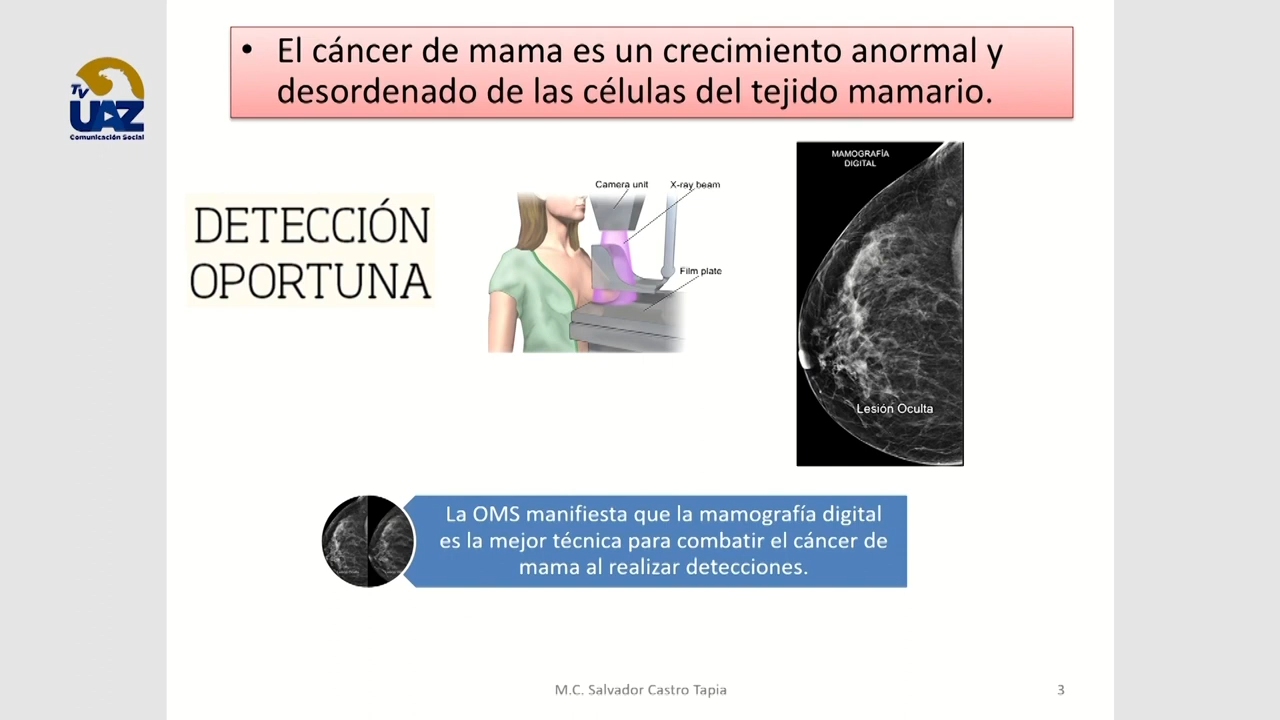 • El cáncer de mama es un crecimiento anormal y
desordenado de las células del tejido mamario.
TV
UAZ
Comunicación Social
DETECCIÓN
OPORTUNA
Camera unit
X-ray beam
Film plate
MAMOGRAFÍA
DIGITAL
Lesión Oculta
La OMS manifiesta que la mamografía digital
es la mejor técnica para combatir el cáncer de
mama al realizar detecciones.
M.C. Salvador Castro Tapia
3